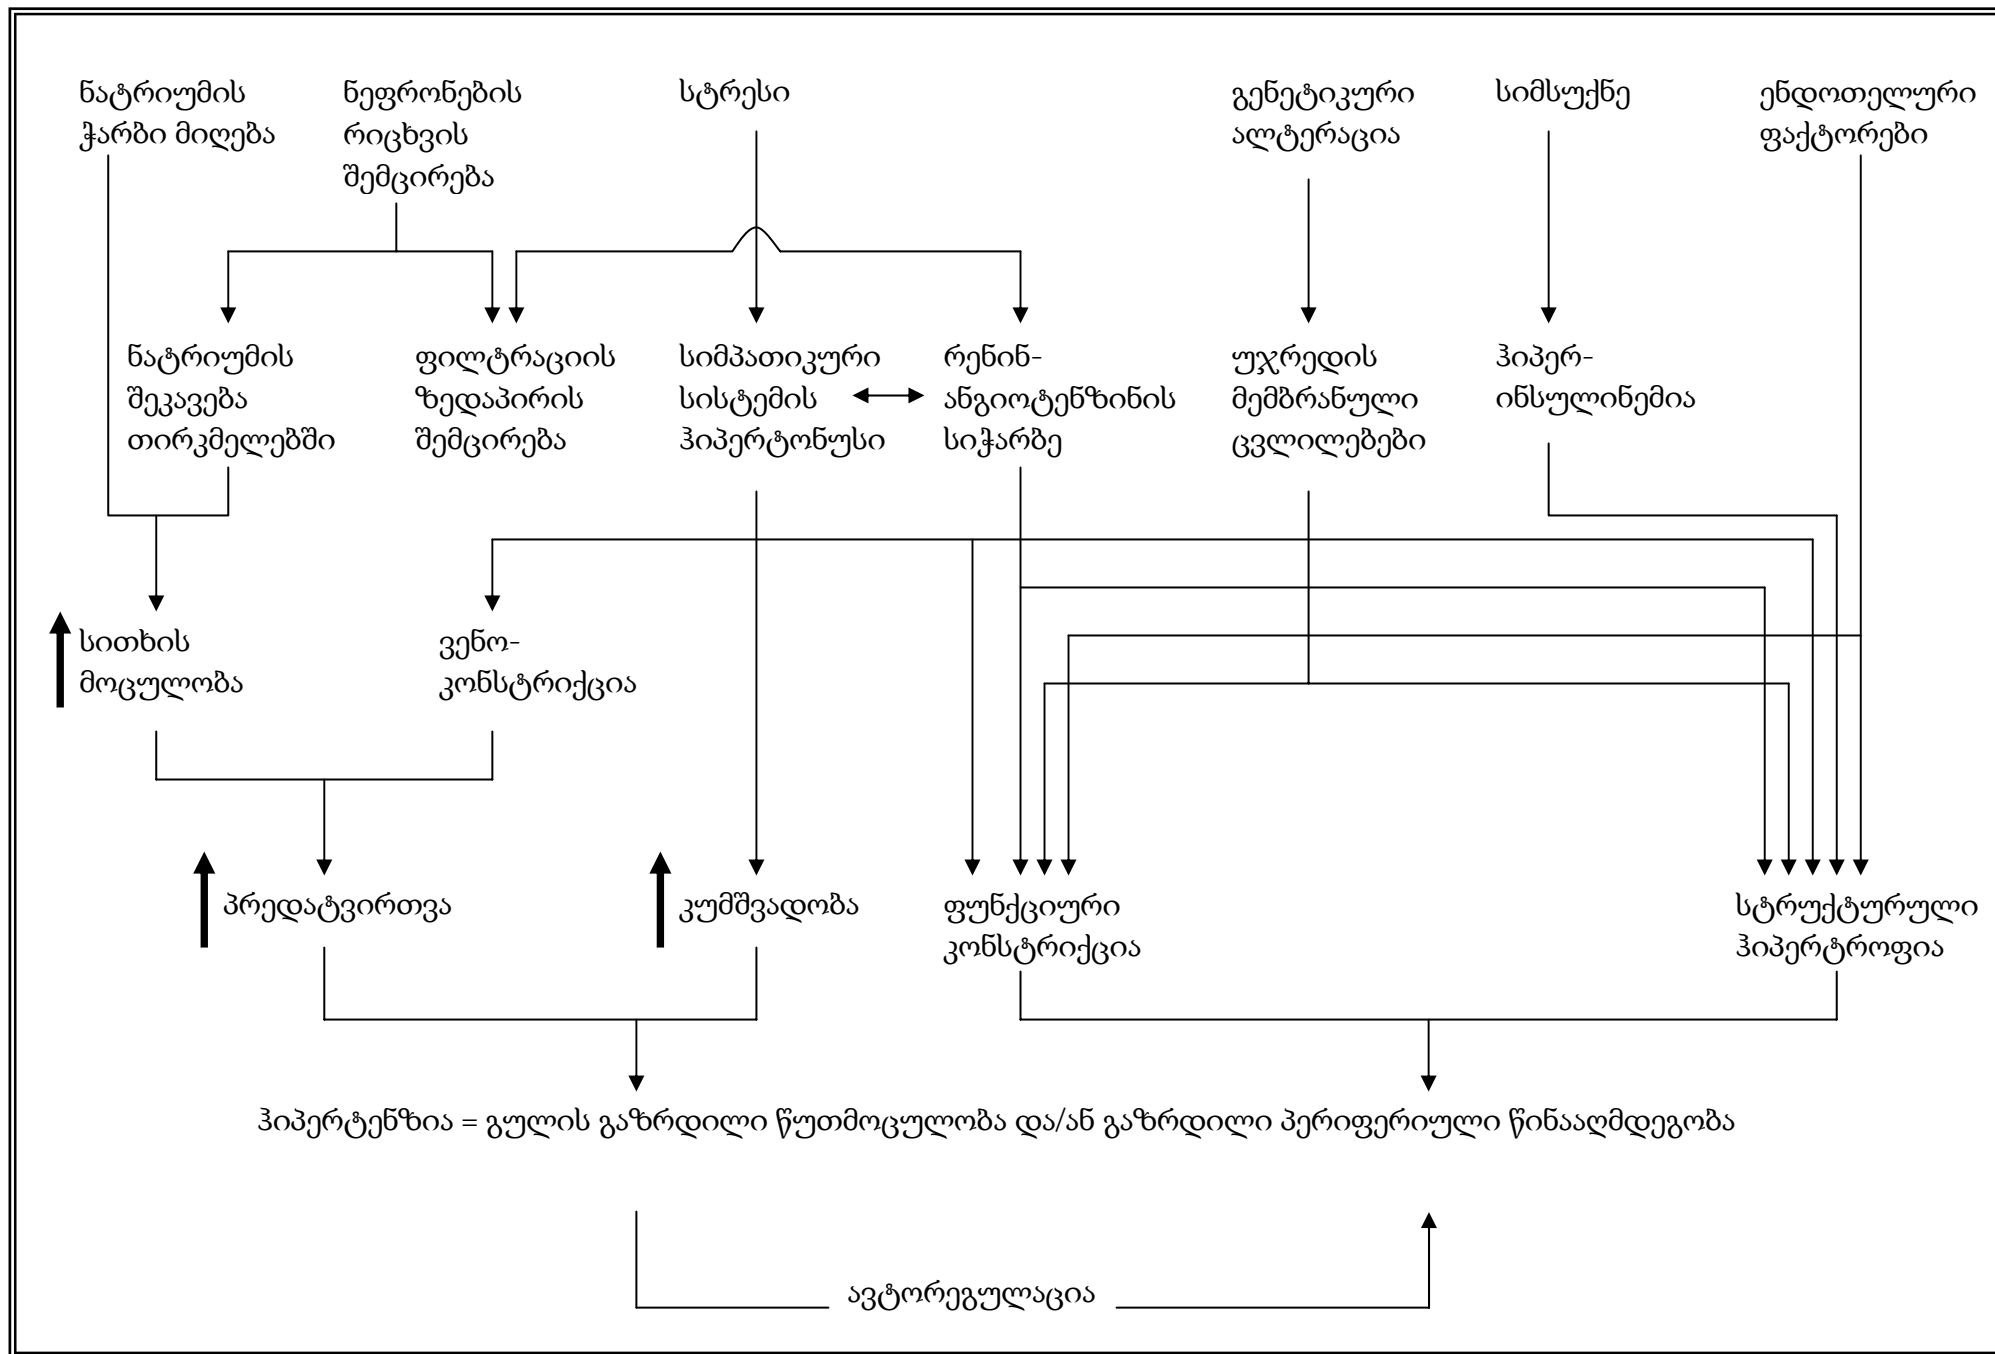 ნატრიუმის
ჭარბი მიღება
ნეფრონების
რიცხვის
შემცირება
სტრესი
გენეტიკური
ალტერაცია
სიმსუქნე
ენდოთელური
ფაქტორები
ნატრიუმის
შეკავება
თირკმელებში
ფილტრაციის
ზედაპირის
შემცირება
სიმპათიკური
სისტემის
ჰიპერტონუსი
რენინ-
ანგიოტენზინის
სიჭარბე
უჯრედის
მემბრანული
ცვლილებები
ჰიპერ-
ინსულინემია
სითხის
მოცულობა
ვენო-
კონსტრიქცია
პრედატვირთვა
კუმშვადობა
ფუნქციური
კონსტრიქცია
სტრუქტურული
ჰიპერტროფია
ჰიპერტენზია = გულის გაზრდილი წუთმოცულობა და/ან გაზრდილი პერიფერიული წინააღმდეგობა
ავტორეგულაცია